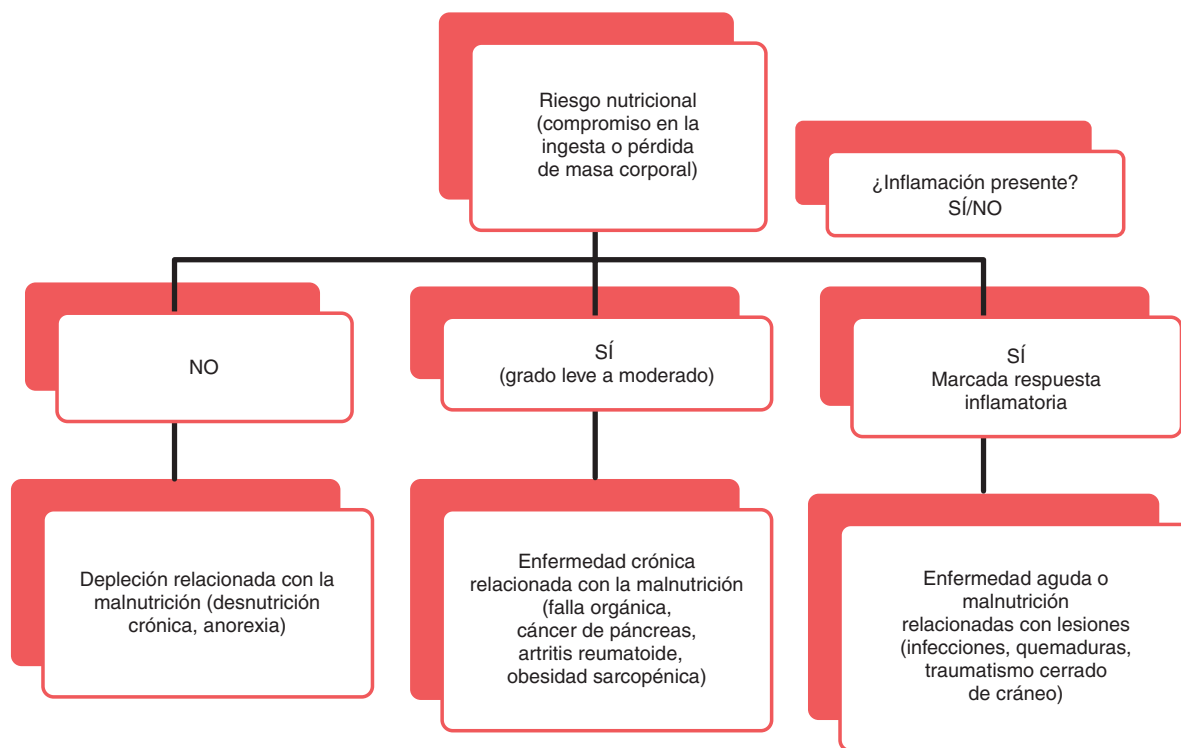 Riesgo nutricional
(compromiso en la
ingesta o pérdida
de masa corporal)
¿Inflamación presente?
SÍ/NO
NO
SÍ
(grado leve a moderado)
SÍ
Marcada respuesta
inflamatoria
Depleción relacionada con la
malnutrición (desnutrición
crónica, anorexia)
Enfermedad crónica
relacionada con la malnutrición
(falla orgánica,
cáncer de páncreas,
artritis reumatoide,
obesidad sarcopénica)
Enfermedad aguda o
malnutrición
relacionadas con lesiones
(infecciones, quemaduras,
traumatismo cerrado
de cráneo)